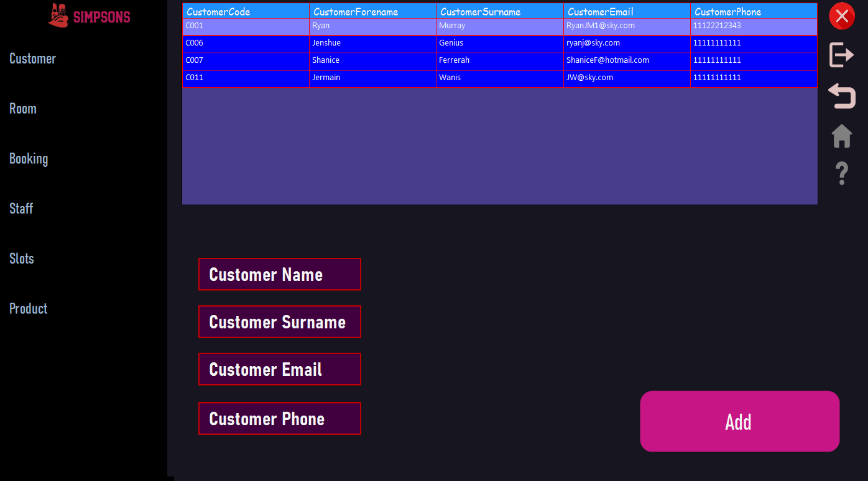 SIMPSONS
Customer
Room
Booking
Staff
Slots
Product
CustomerCode CustomerForename CustomerSurname CustomerEmail CustomerPhone
C001 Ryan Murray RyanJM1@sky.com 11122212343
C006 Jenshue Genius ryanj@sky.com 11111111111
C007 Shanice Ferrerah ShaniceF@hotmail.com 11111111111
C011 Jermain Wanis JW@sky.com 11111111111
Customer Name
Customer Surname
Customer Email
Customer Phone
Add
?